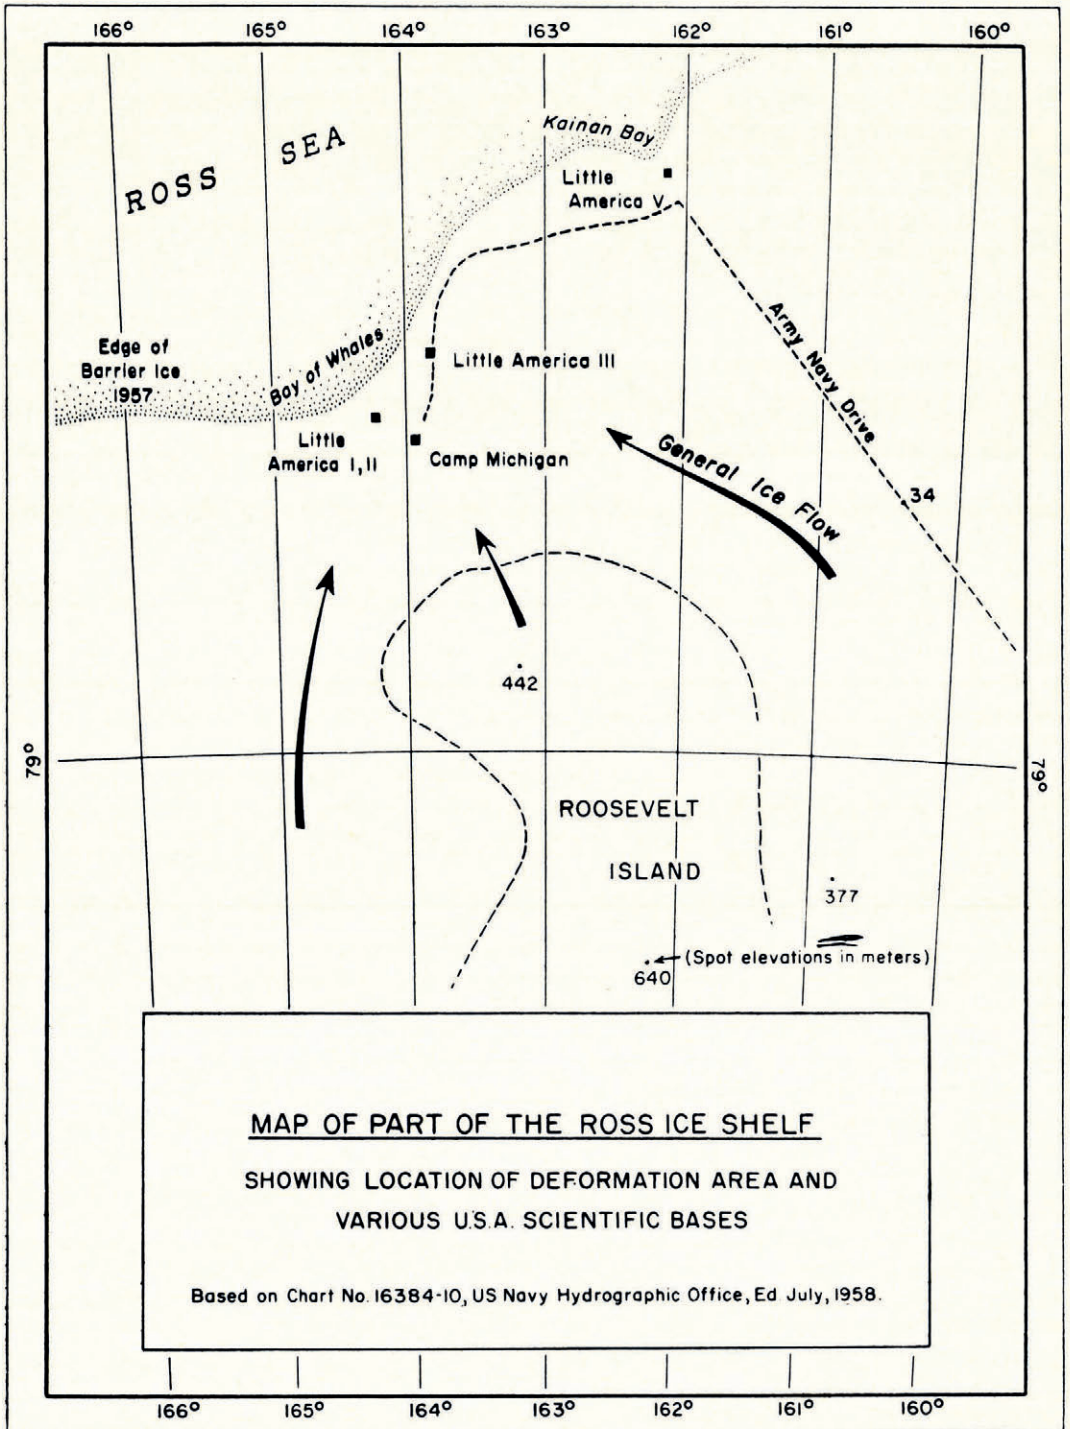 166° 165° 164° 163° 162° 161° 160°
ROSS SEA
Kainan Bay
Little
America V
Army Navy Drive
Edge of
Barrier Ice
1957
Bay of Whales
Little America III
Little
America I, II
Camp Michigan
General Ice Flow
34
442
79° 79°
ROOSEVELT
ISLAND
377
(Spot elevations in meters)
640
MAP OF PART OF THE ROSS ICE SHELF
SHOWING LOCATION OF DEFORMATION AREA AND
VARIOUS U.S.A. SCIENTIFIC BASES
Based on Chart No. 16384-10, US Navy Hydrographic Office, Ed July, 1958.
166° 165° 164° 163° 162° 161° 160°